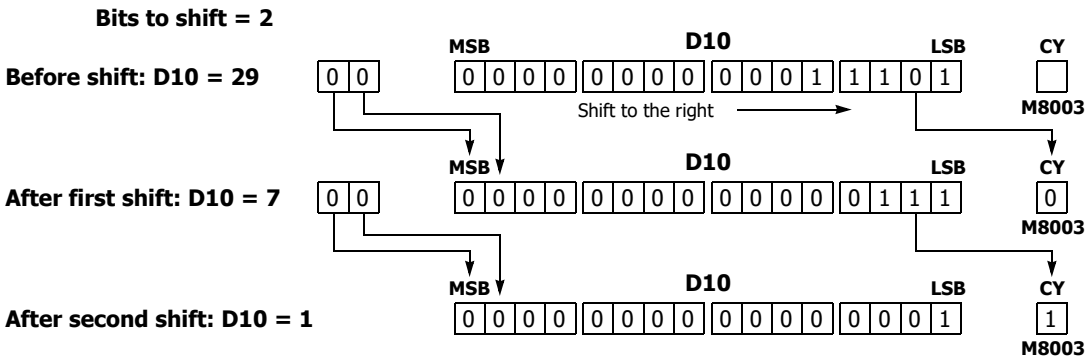 Bits to shift = 2
MSB D10 LSB CY
Before shift: D10 = 29 0 0 0 0 0 0 0 0 0 0 0 0 0 1 1 1 0 1
Shift to the right M8003
MSB D10 LSB CY
After first shift: D10 = 7 0 0 0 0 0 0 0 0 0 0 0 0 0 0 0 1 1 1 0
M8003
MSB D10 LSB CY
After second shift: D10 = 1 0 0 0 0 0 0 0 0 0 0 0 0 0 0 0 1 1
M8003